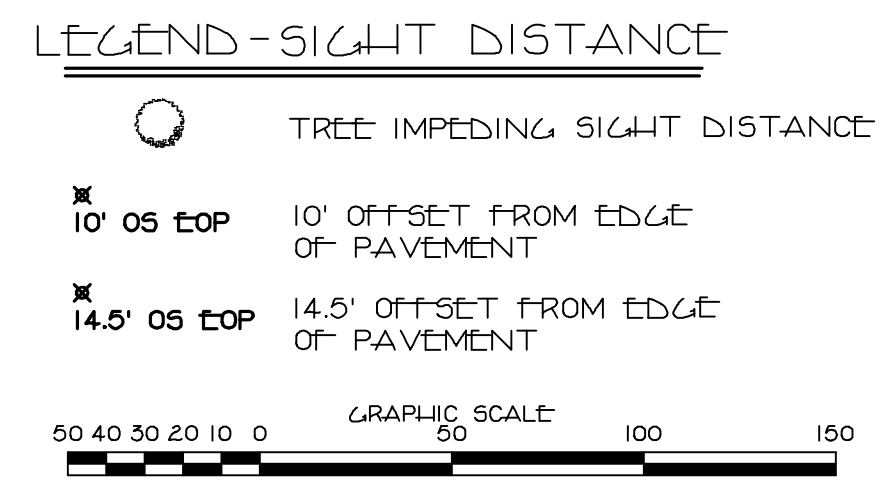 LEGEND-SIGHT DISTANCE
TREE IMPEDING SIGHT DISTANCE
10' OS EOP
10' OFFSET FROM EDGE
OF PAVEMENT
14.5' OS EOP
14.5' OFFSET FROM EDGE
OF PAVEMENT
GRAPHIC SCALE
50 40 30 20 10 0 50 100 150